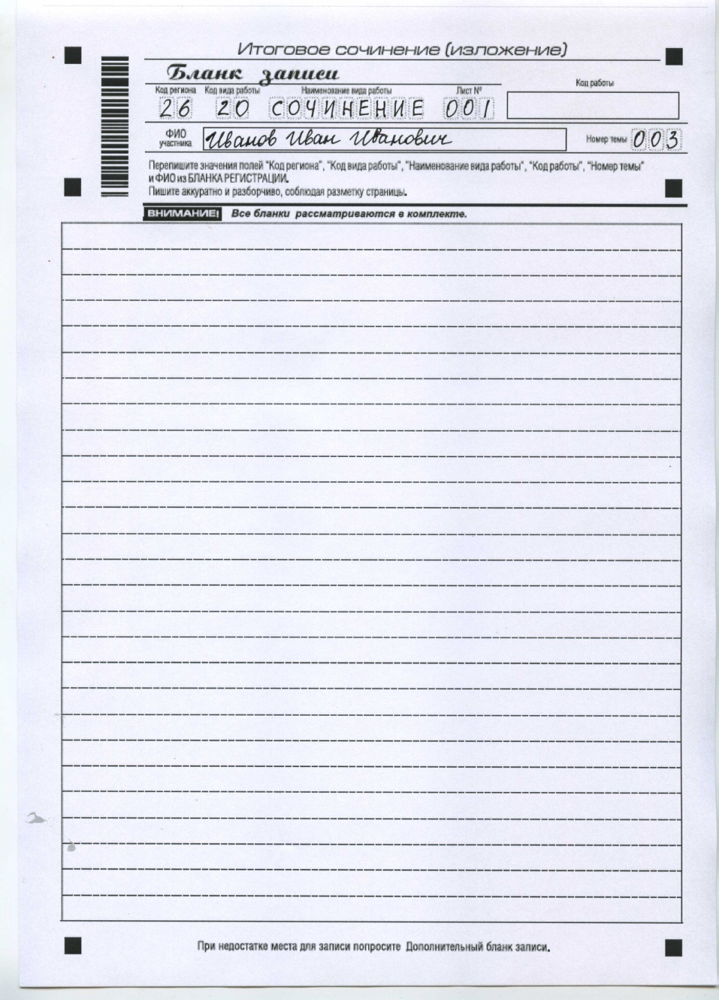 Итоговое сочинение (изложение)
Бланк записи
Код региона Код вида работы Наименование вида работы Лист № Код работы
26 20 СОЧИНЕНИЕ 001
ФИО участника Иванов Иван Иванович Номер темы 003
Перепишите значения полей "Код региона", "Код вида работы", "Наименование вида работы", "Код работы", "Номер темы"
и ФИО из БЛАНКА РЕГИСТРАЦИИ.
Пишите аккуратно и разборчиво, соблюдая разметку страницы.
ВНИМАНИЕ! Все бланки рассматриваются в комплекте.
При недостатке места для записи попросите Дополнительный бланк записи.